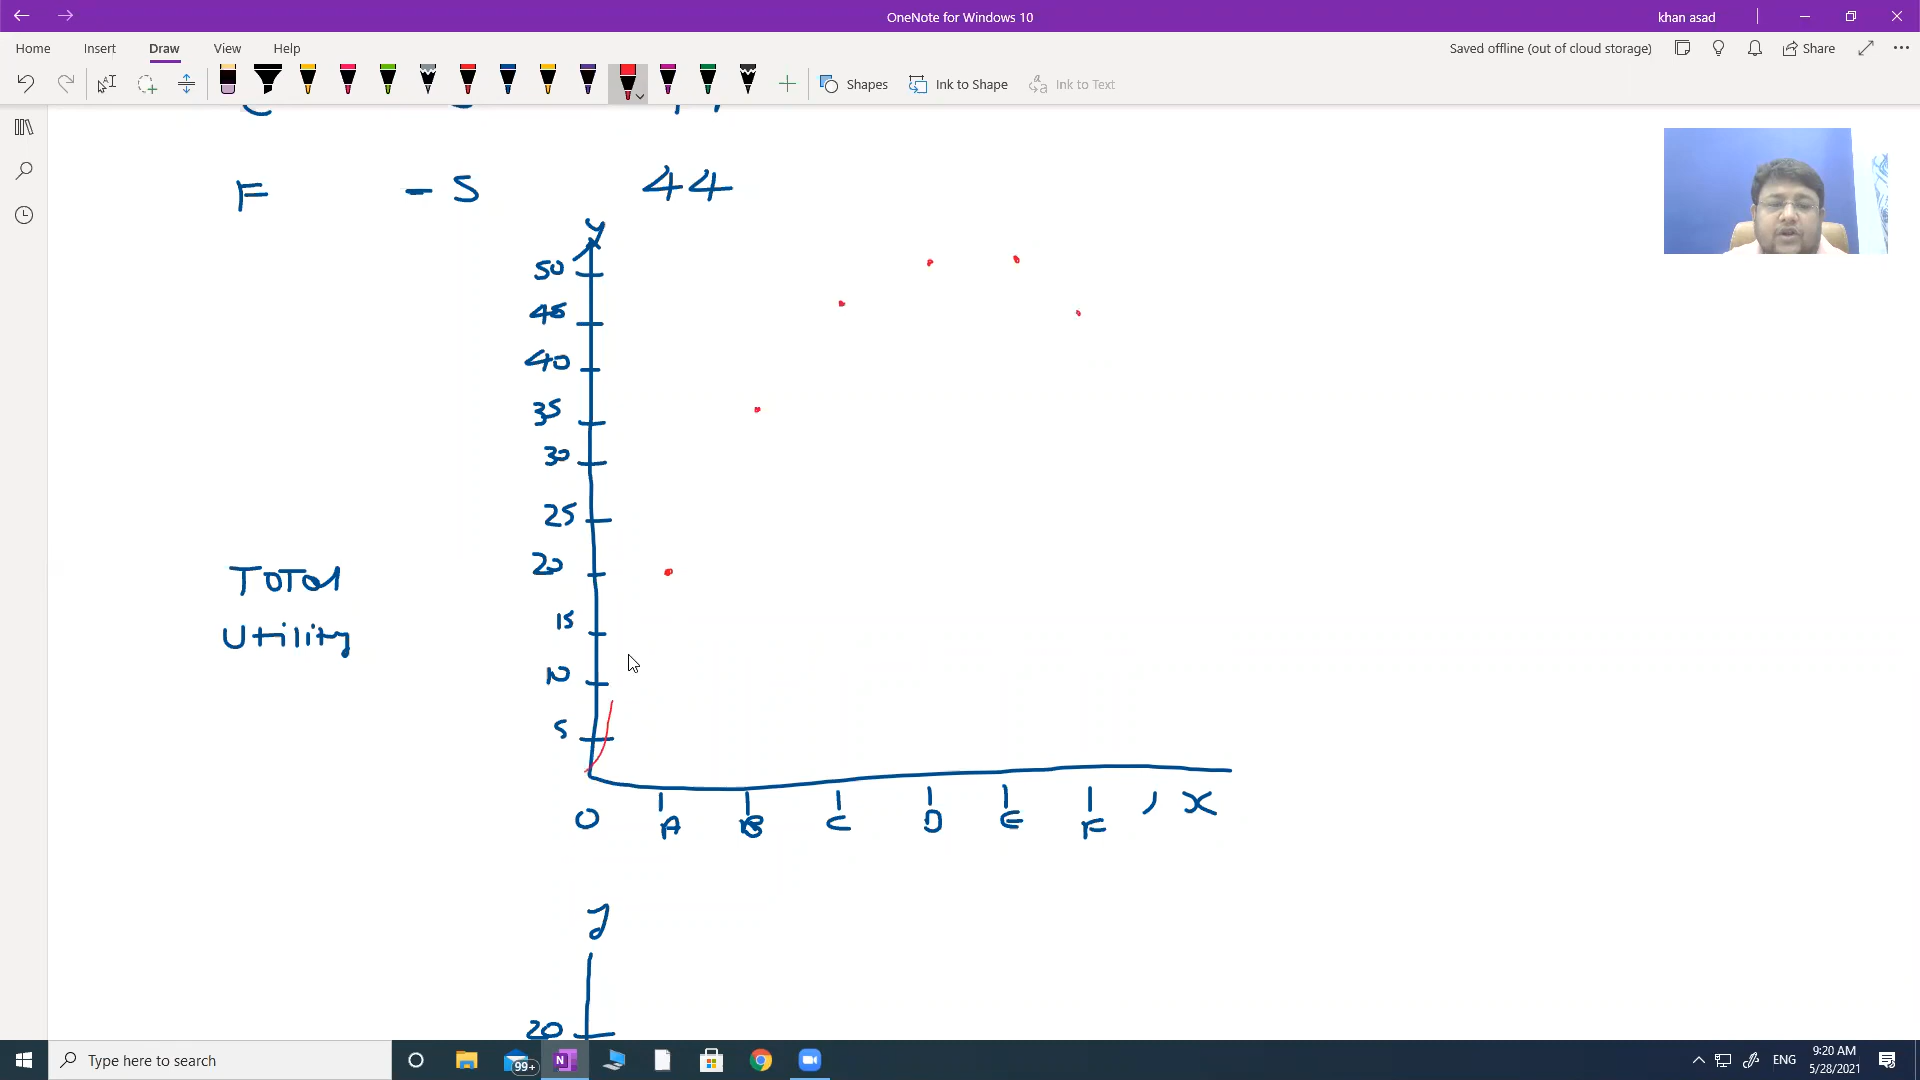 OneNote for Windows 10
khan asad
Home Insert Draw View Help
Saved offline (out of cloud storage)
Share
Shapes
Ink to Shape
Ink to Text
F - 5 44
y
50
45
40
35
30
25
20
15
10
5
Total
Utility
O A B C D E F , X
y
20
Type here to search
99+
ENG
9:20 AM
5/28/2021